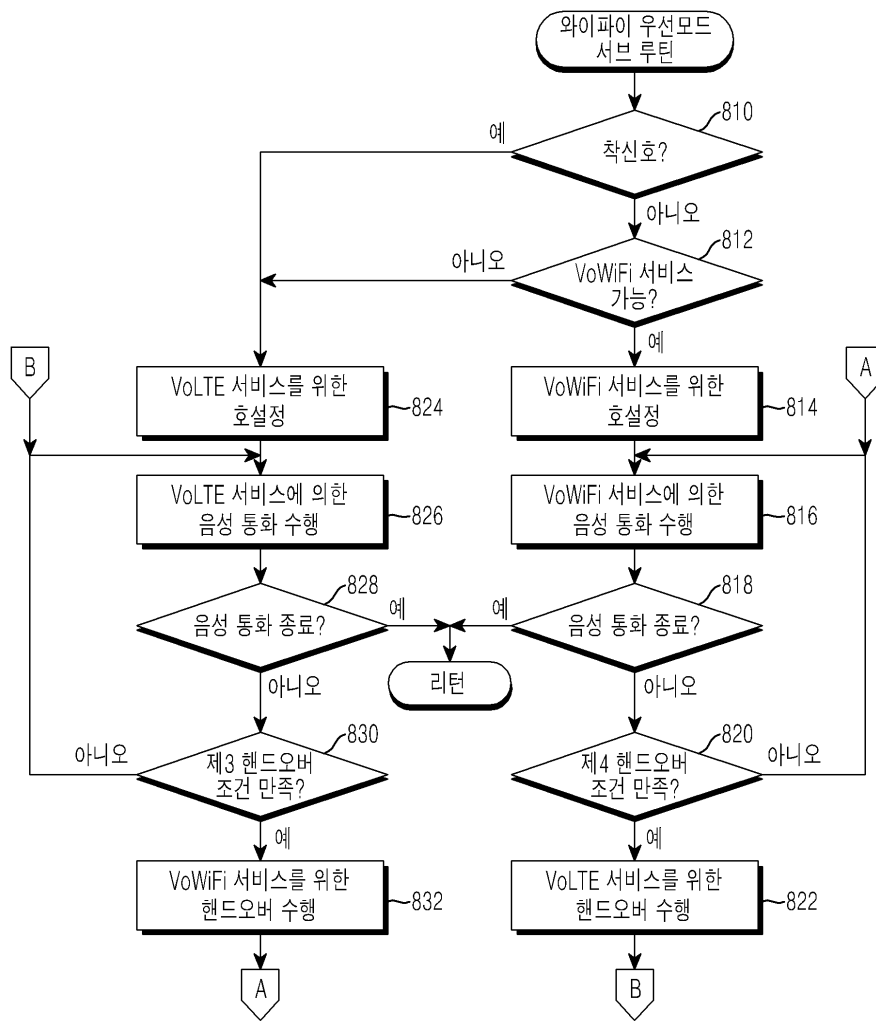 와이파이 우선모드
서브 루틴
810
예
착신호?
아니오
812
아니오
VoWiFi 서비스
가능?
예
B
A
VoLTE 서비스를 위한
호설정
824
VoWiFi 서비스를 위한
호설정
814
VoLTE 서비스에 의한
음성 통화 수행
826
VoWiFi 서비스에 의한
음성 통화 수행
816
828
818
음성 통화 종료?
예
예
음성 통화 종료?
리턴
아니오
아니오
830
820
아니오
제3 핸드오버
조건 만족?
제4 핸드오버
조건 만족?
아니오
예
예
VoWiFi 서비스를 위한
핸드오버 수행
832
VoLTE 서비스를 위한
핸드오버 수행
822
A
B